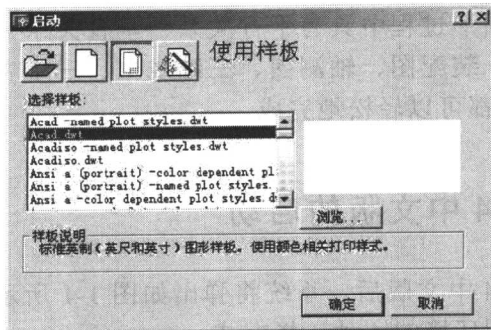 启动
使用样板
选择样板:
Acad -named plot styles.dwt
Acad.dwt
Acadiso -named plot styles.dwt
Acadiso.dwt
Ansi a (portrait) -color dependent pl
Ansi a (portrait) -named plot styles.
Ansi a -color dependent plot styles.d
浏览...
样板说明
标准英制(英尺和英寸)图形样板。使用颜色相关打印样式。
确定
取消